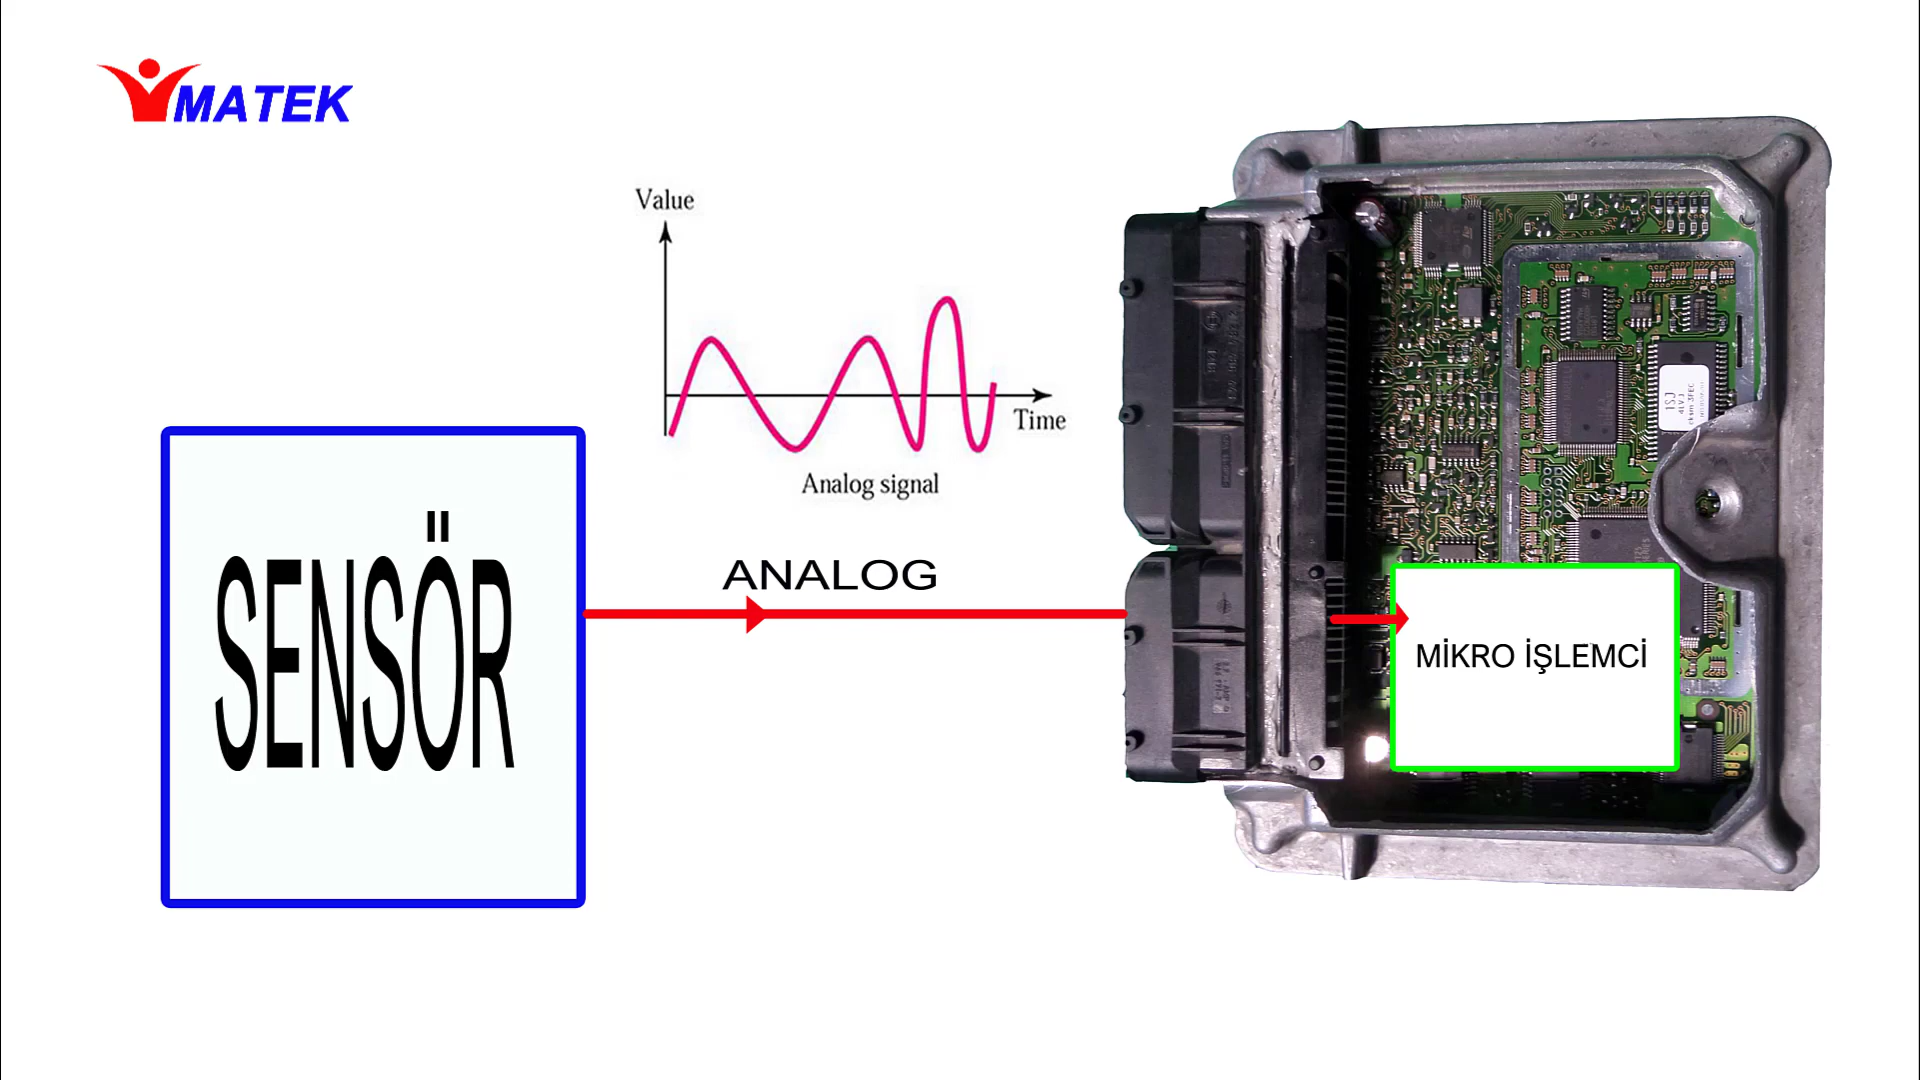 MATEK
Value
Time
Analog signal
SENSÖR
ANALOG
MİKRO İŞLEMCİ